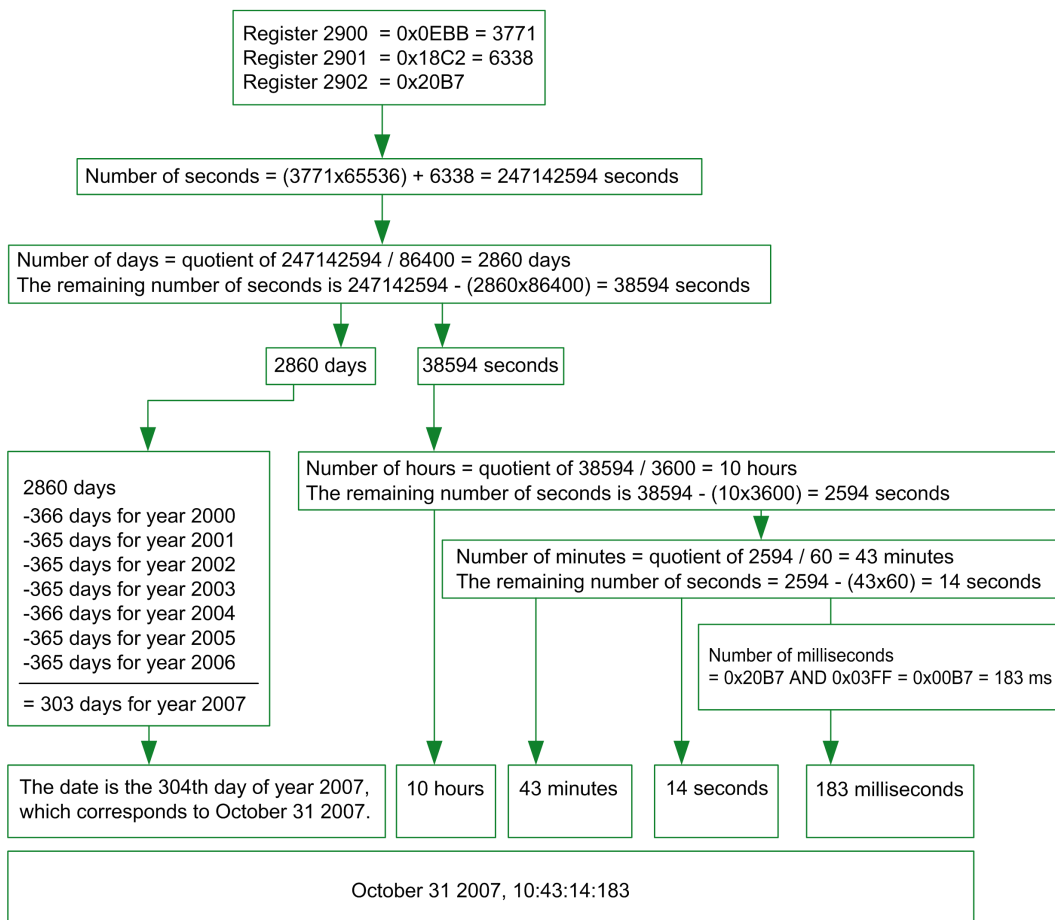 Register 2900 = 0x0EBB = 3771
Register 2901 = 0x18C2 = 6338
Register 2902 = 0x20B7
Number of seconds = (3771x65536) + 6338 = 247142594 seconds
Number of days = quotient of 247142594 / 86400 = 2860 days
The remaining number of seconds is 247142594 - (2860x86400) = 38594 seconds
2860 days
38594 seconds
2860 days
-366 days for year 2000
-365 days for year 2001
-365 days for year 2002
-365 days for year 2003
-366 days for year 2004
-365 days for year 2005
-365 days for year 2006
= 303 days for year 2007
Number of hours = quotient of 38594 / 3600 = 10 hours
The remaining number of seconds is 38594 - (10x3600) = 2594 seconds
Number of minutes = quotient of 2594 / 60 = 43 minutes
The remaining number of seconds = 2594 - (43x60) = 14 seconds
Number of milliseconds
= 0x20B7 AND 0x03FF = 0x00B7 = 183 ms
The date is the 304th day of year 2007,
which corresponds to October 31 2007.
10 hours
43 minutes
14 seconds
183 milliseconds
October 31 2007, 10:43:14:183